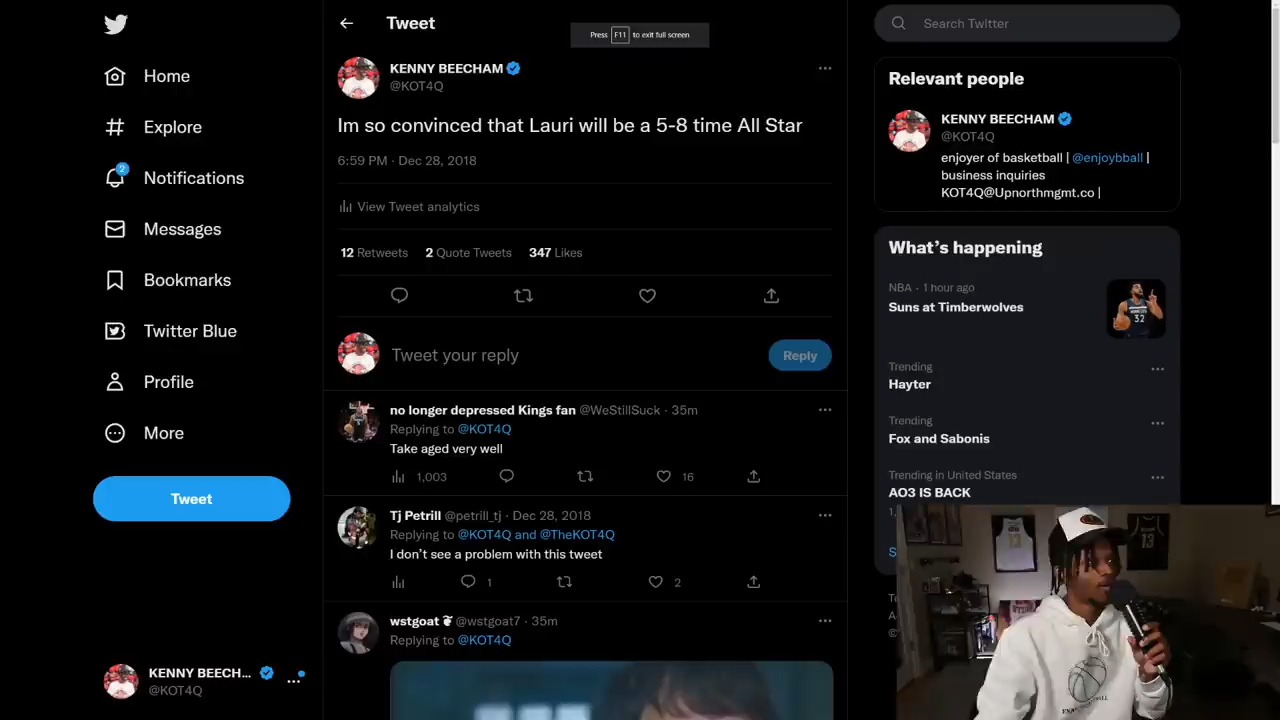 Home
Explore
2
Notifications
Messages
Bookmarks
Twitter Blue
Profile
More
Tweet
KENNY BEECH...
@KOT4Q
Tweet
Press F11 to exit full screen
KENNY BEECHAM
@KOT4Q
Im so convinced that Lauri will be a 5-8 time All Star
6:59 PM · Dec 28, 2018
View Tweet analytics
12 Retweets 2 Quote Tweets 347 Likes
Tweet your reply
Reply
no longer depressed Kings fan @WeStillSuck · 35m
Replying to @KOT4Q
Take aged very well
1,003 16
Tj Petrill @petrill_tj · Dec 28, 2018
Replying to @KOT4Q and @TheKOT4Q
I don't see a problem with this tweet
1 2
wstgoat @wstgoat7 · 35m
Replying to @KOT4Q
Search Twitter
Relevant people
KENNY BEECHAM
@KOT4Q
enjoyer of basketball | @enjoybball |
business inquiries
KOT4Q@Upnorthmgmt.co |
What's happening
NBA · 1 hour ago
Suns at Timberwolves
32
Trending
Hayter
Trending
Fox and Sabonis
Trending in United States
AO3 IS BACK
13